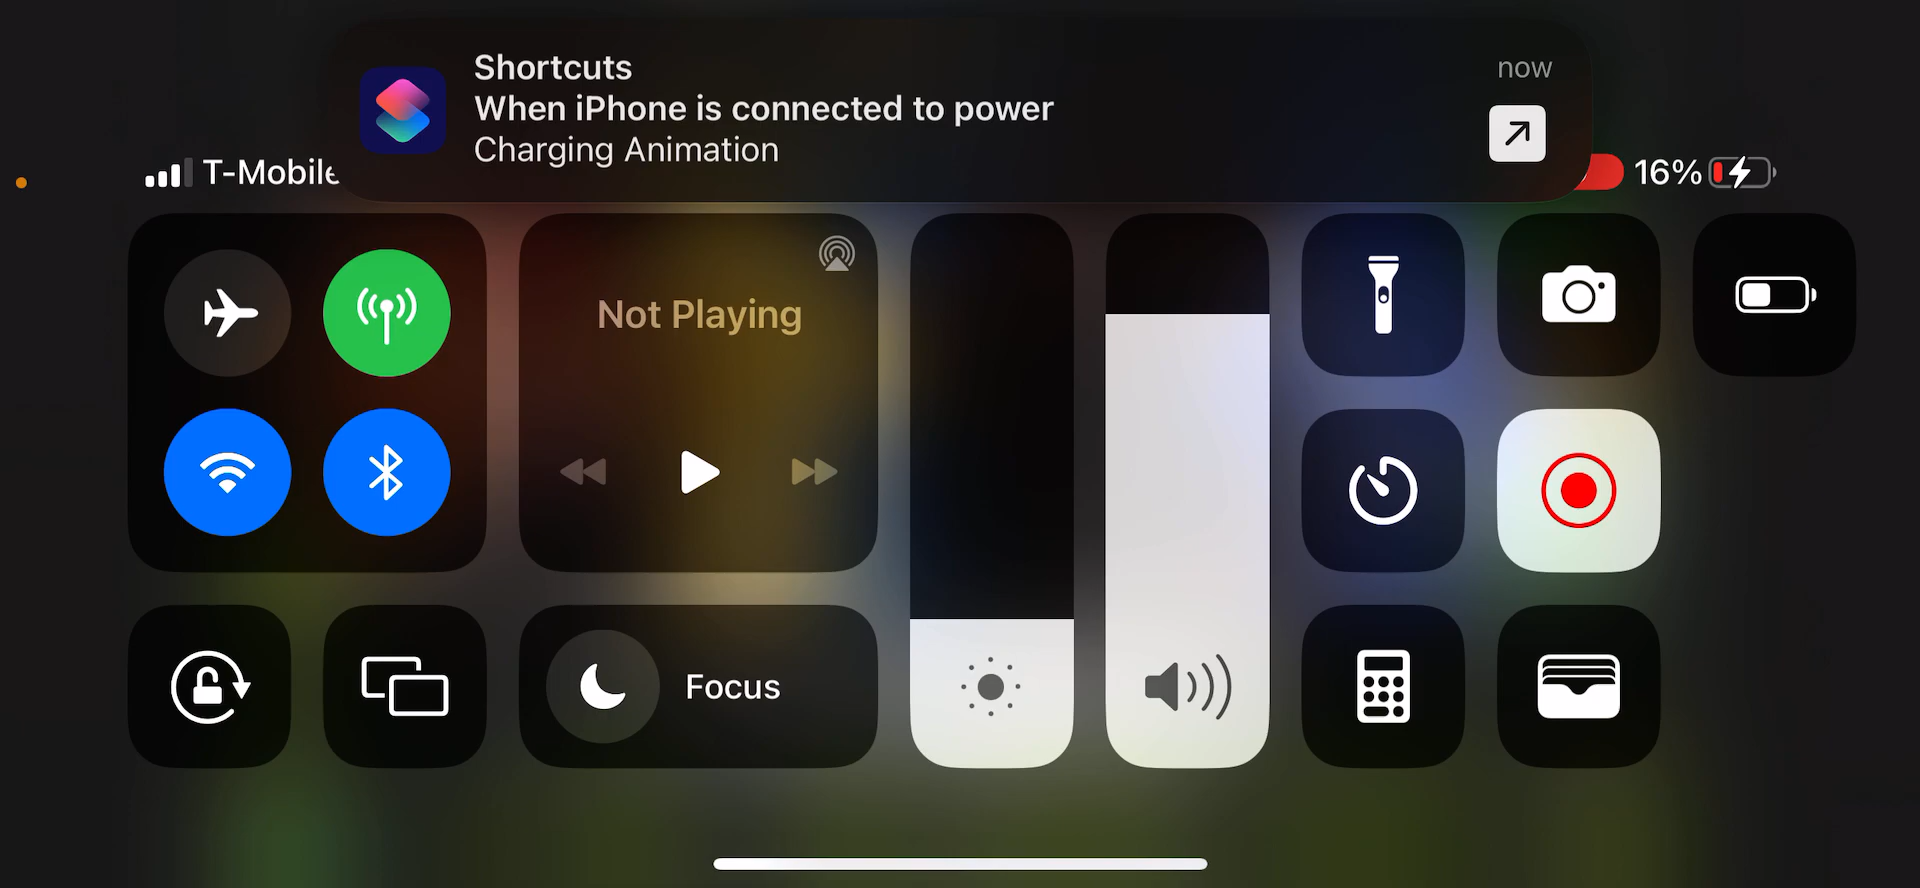 Shortcuts
now
When iPhone is connected to power
Charging Animation
T-Mobile
16%
Not Playing
Focus